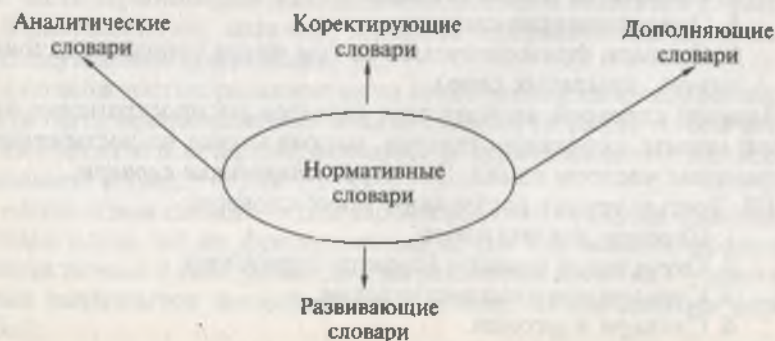 Аналитические
словари
Коректирующие
словари
Дополняющие
словари
Нормативные
словари
Развивающие
словари